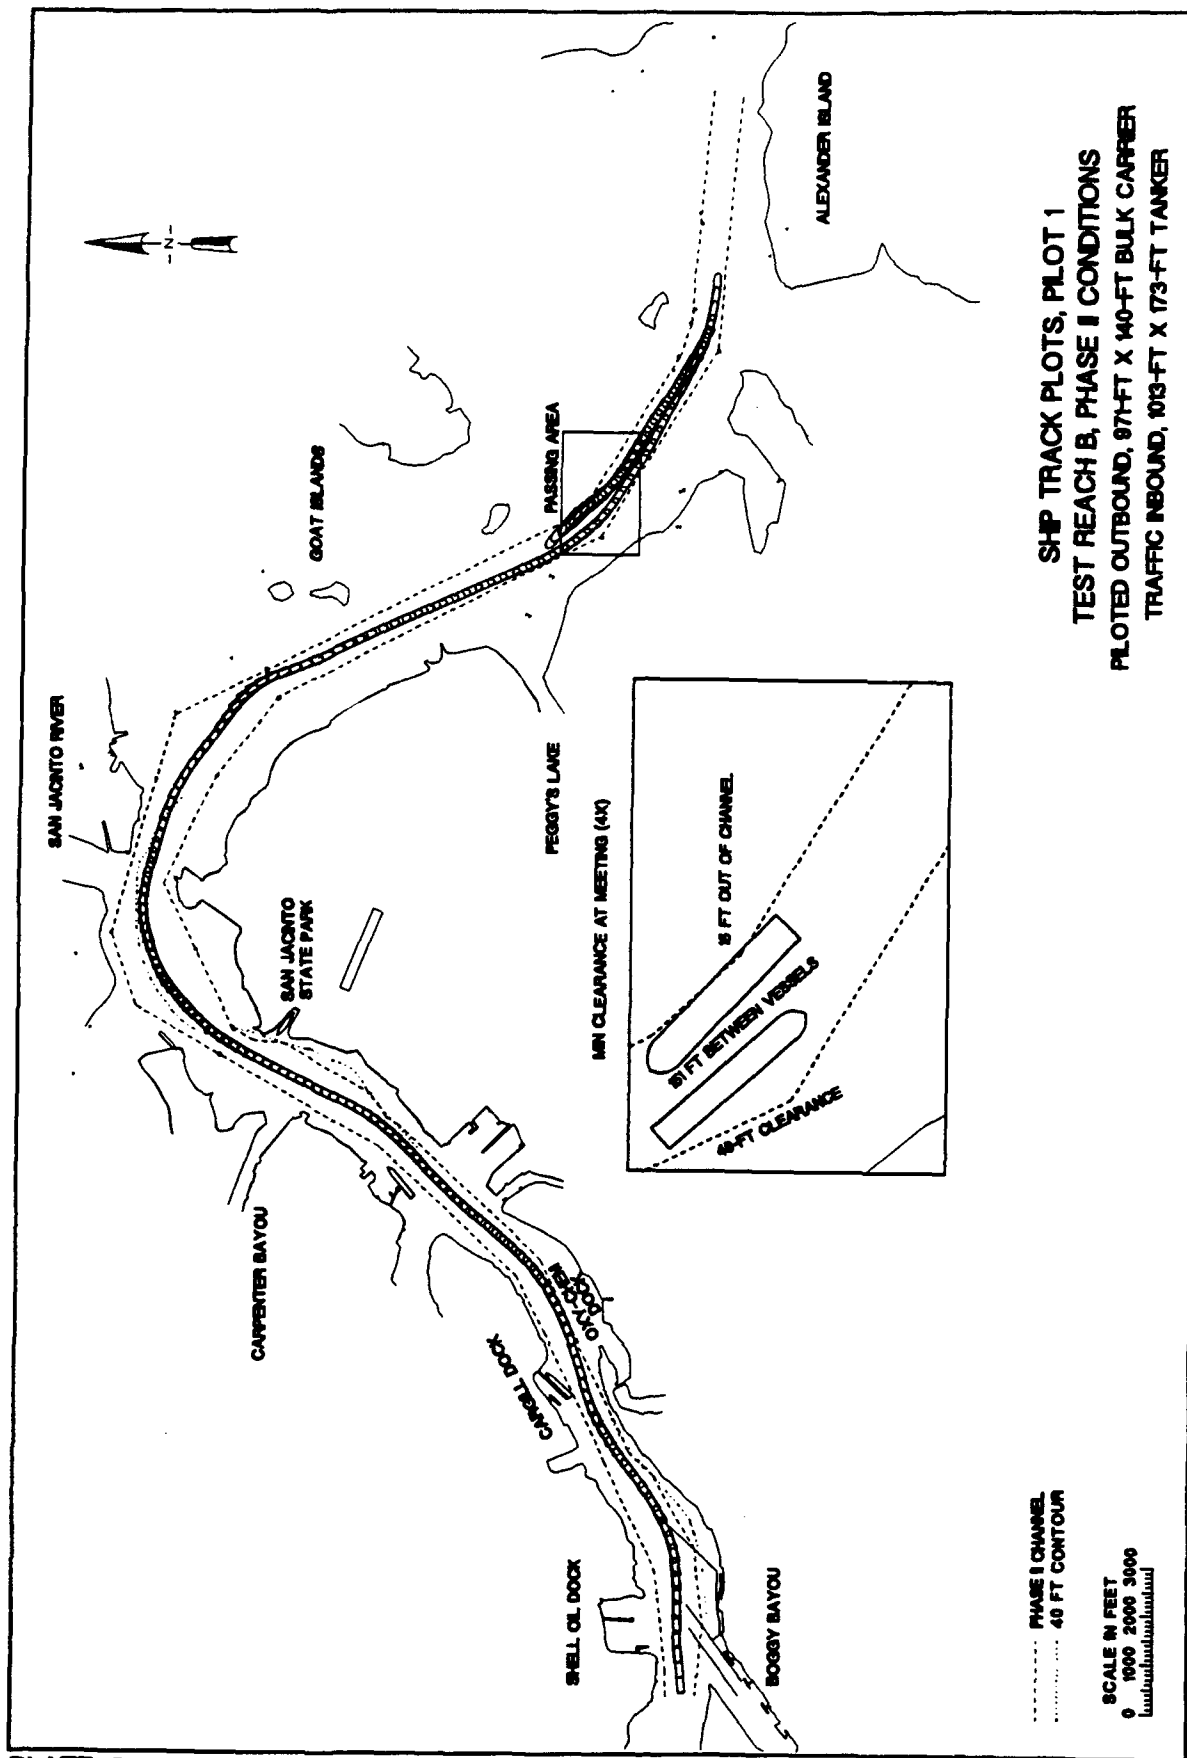 SAN JACINTO RIVER
GOAT ISLANDS
PASSING AREA
ALEXANDER ISLAND
N
SAN JACINTO
STATE PARK
PEGGY'S LAKE
CARPENTER BAYOU
CARGILL DOCK
OXY-CHEM
DOCK
SHELL OIL DOCK
BOGGY BAYOU
MIN CLEARANCE AT MEETING (4X)
15 FT OUT OF CHANNEL
151 FT BETWEEN VESSELS
-FT CLEARANCE
PHASE II CHANNEL
40 FT CONTOUR
SCALE IN FEET
0 1000 2000 3000
SHIP TRACK PLOTS, PILOT 1
TEST REACH B, PHASE II CONDITIONS
PILOTED OUTBOUND, 971-FT X 140-FT BULK CARRIER
TRAFFIC INBOUND, 1013-FT X 173-FT TANKER